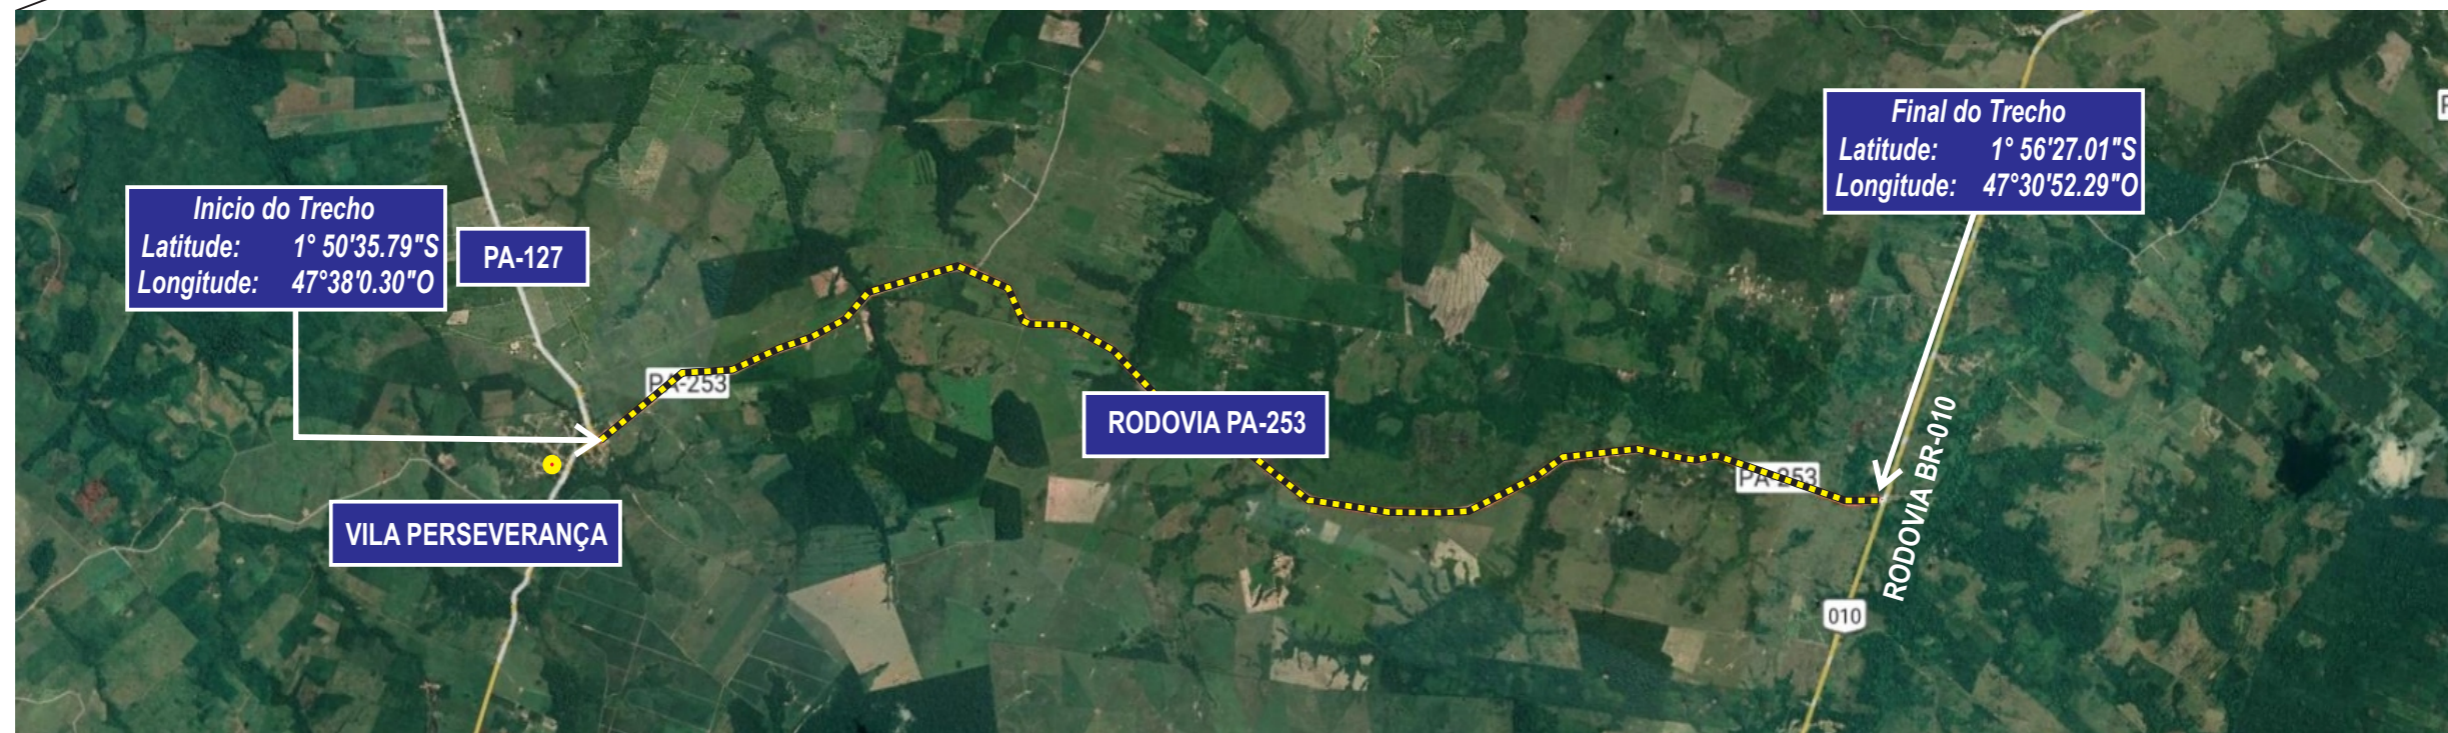 Inicio do Trecho
Latitude: 1° 50'35.79"S
Longitude: 47°38'0.30"O
PA-127
PA-253
VILA PERSEVERANÇA
RODOVIA PA-253
Final do Trecho
Latitude: 1° 56'27.01"S
Longitude: 47°30'52.29"O
PA-253
RODOVIA BR-010
010